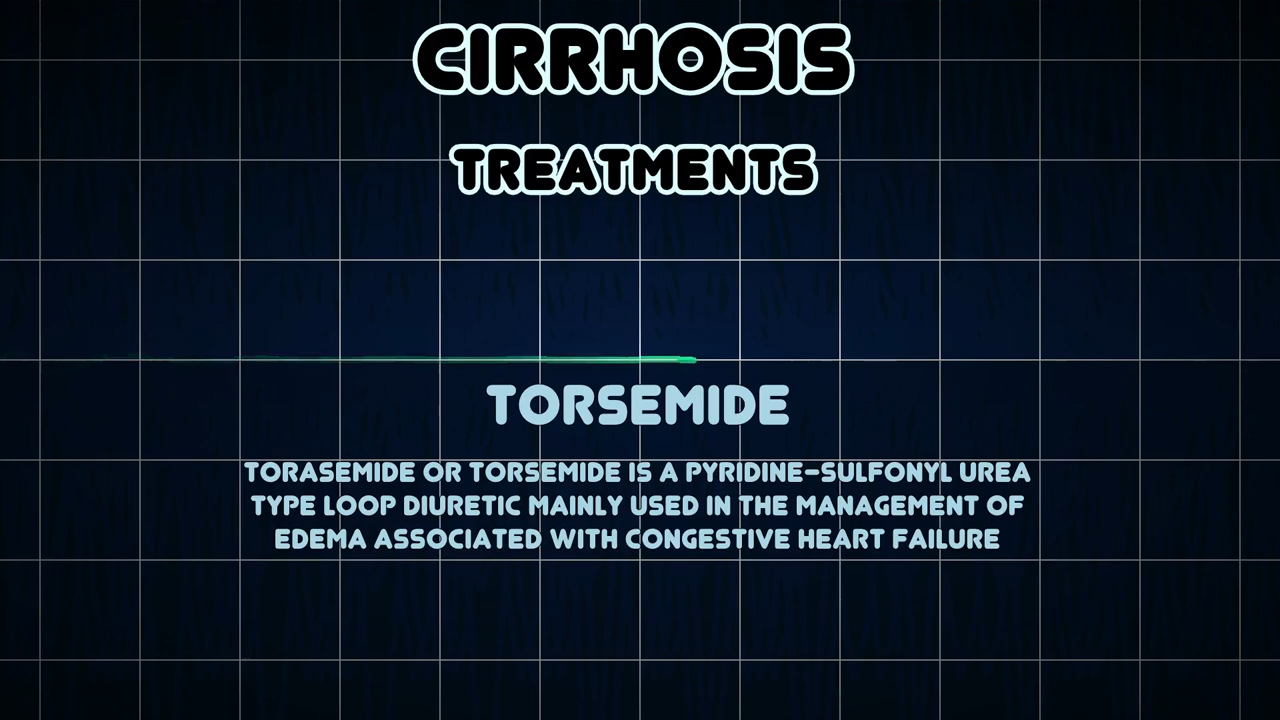 CIRRHOSIS
TREATMENTS
TORSEMIDE
TORASEMIDE OR TORSEMIDE IS A PYRIDINE-SULFONYL UREA
TYPE LOOP DIURETIC MAINLY USED IN THE MANAGEMENT OF
EDEMA ASSOCIATED WITH CONGESTIVE HEART FAILURE